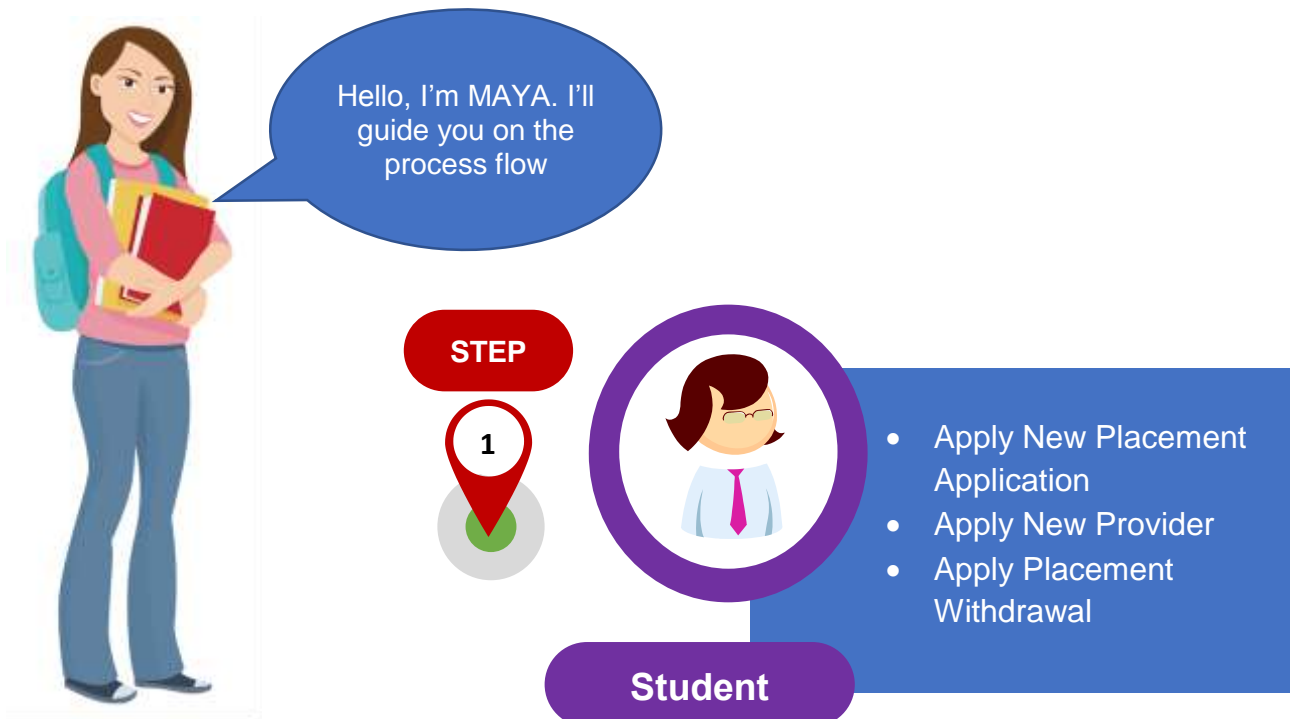 Hello, I'm MAYA. I'll
guide you on the
process flow
STEP
1
• Apply New Placement
Application
• Apply New Provider
• Apply Placement
Withdrawal
Student